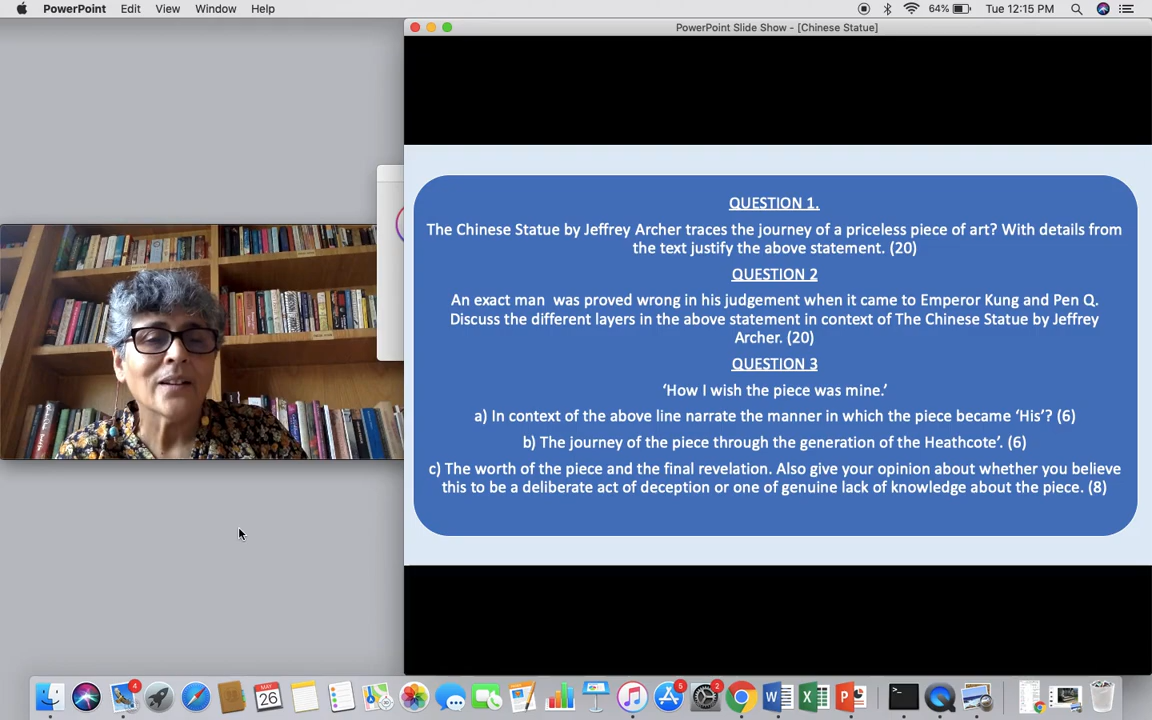 PowerPoint Edit View Window Help 64% Tue 12:15 PM
PowerPoint Slide Show - [Chinese Statue]
QUESTION 1.
The Chinese Statue by Jeffrey Archer traces the journey of a priceless piece of art? With details from
the text justify the above statement. (20)
QUESTION 2
An exact man was proved wrong in his judgement when it came to Emperor Kung and Pen Q.
Discuss the different layers in the above statement in context of The Chinese Statue by Jeffrey
Archer. (20)
QUESTION 3
‘How I wish the piece was mine.’
a) In context of the above line narrate the manner in which the piece became ‘His’? (6)
b) The journey of the piece through the generation of the Heathcote’. (6)
c) The worth of the piece and the final revelation. Also give your opinion about whether you believe
this to be a deliberate act of deception or one of genuine lack of knowledge about the piece. (8)
4
MAY
26
5
2